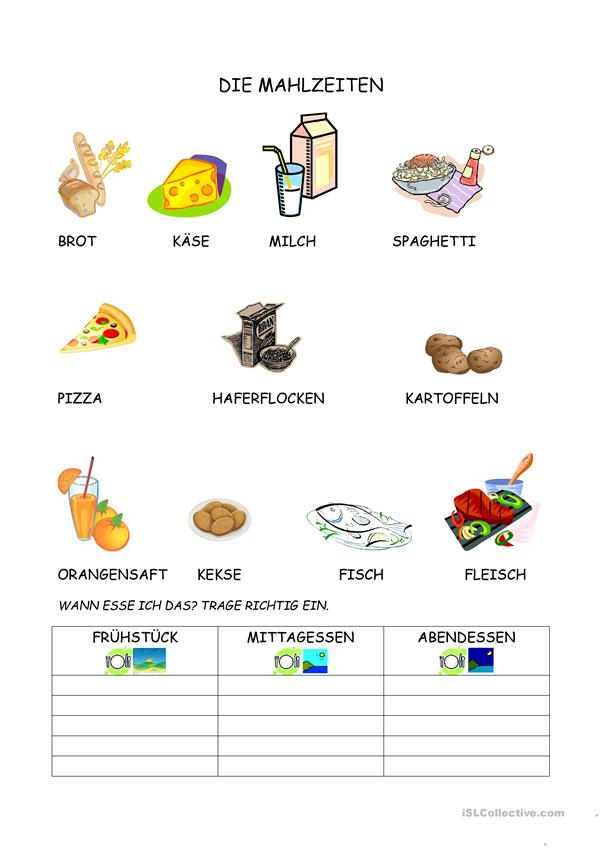 DIE MAHLZEITEN
BROT KÄSE MILCH SPAGHETTI
BRAN
PIZZA HAFERFLOCKEN KARTOFFELN
ORANGENSAFT KEKSE FISCH FLEISCH
WANN ESSE ICH DAS? TRAGE RICHTIG EIN.
FRÜHSTÜCK MITTAGESSEN ABENDESSEN
iSLCollective.com